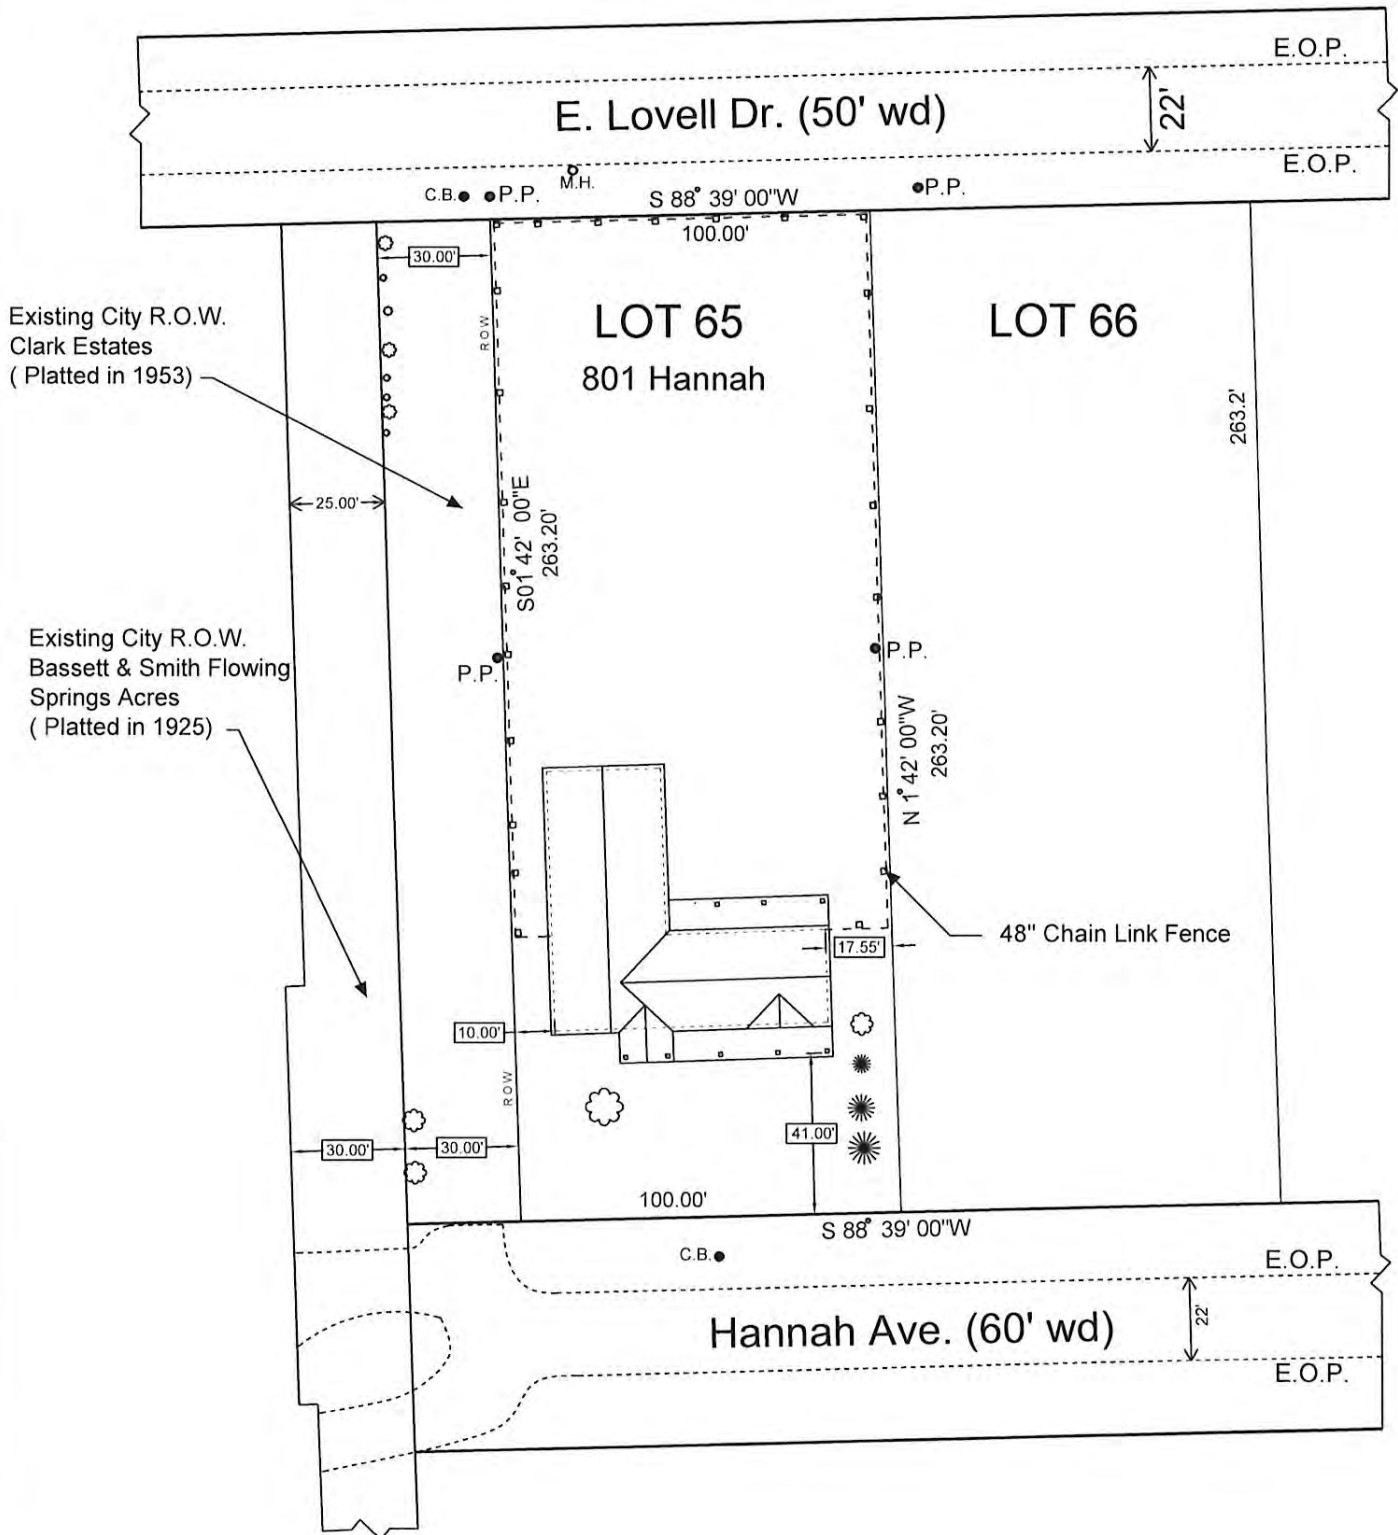 E.O.P.
E. Lovell Dr. (50' wd)
22'
E.O.P.
M.H.
C.B.
P.P.
S 88° 39' 00"W
P.P.
100.00'
30.00'
Existing City R.O.W.
Clark Estates
( Platted in 1953)
ROW
LOT 65
801 Hannah
LOT 66
263.2'
25.00'
S01° 42' 00"E
263.20'
Existing City R.O.W.
Bassett & Smith Flowing
Springs Acres
( Platted in 1925)
P.P.
P.P.
N 1° 42' 00"W
263.20'
48" Chain Link Fence
17.55'
10.00'
ROW
41.00'
30.00'
30.00'
100.00'
S 88° 39' 00"W
C.B.
E.O.P.
Hannah Ave. (60' wd)
22'
E.O.P.